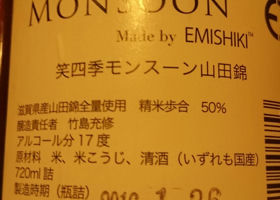 MONSOON
Made by EMISHIKI™
笑四季モンスーン山田錦
滋賀県産山田錦全量使用 精米歩合 50%
醸造責任者 竹島充修
アルコール分17度
原材料 米、米こうじ、清酒(いずれも国産)
720ml詰
製造時期(瓶詰)